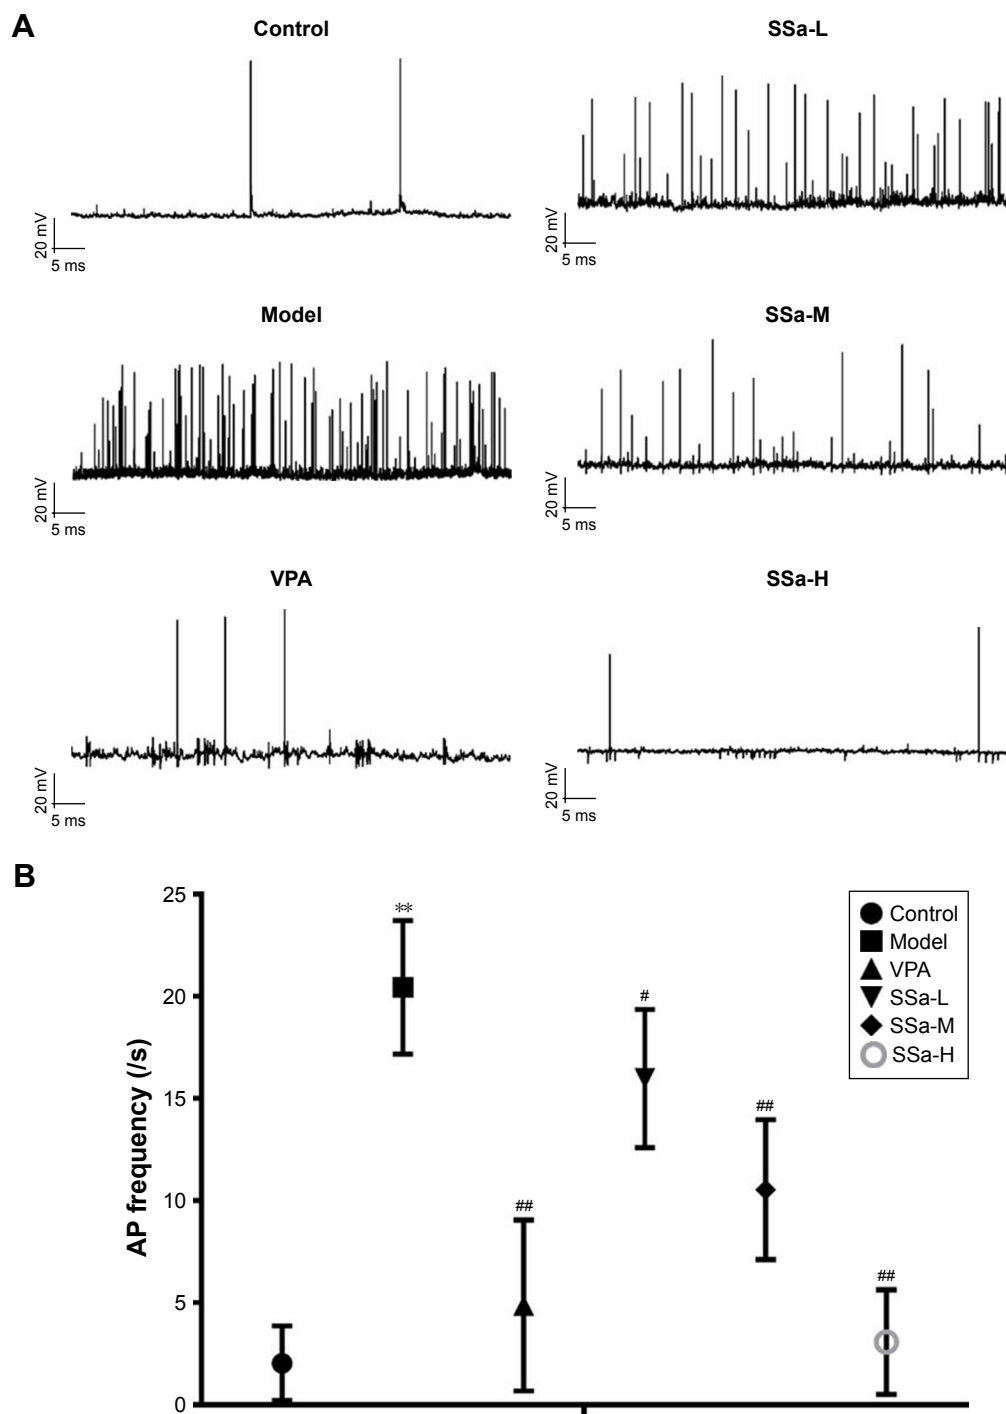 A
Control
SSa-L
20 mV
5 ms
20 mV
5 ms
Model
SSa-M
20 mV
5 ms
20 mV
5 ms
VPA
SSa-H
20 mV
5 ms
20 mV
5 ms
B
AP frequency (/s)
25
20
15
10
5
0
**
##
#
##
##
Control
Model
VPA
SSa-L
SSa-M
SSa-H